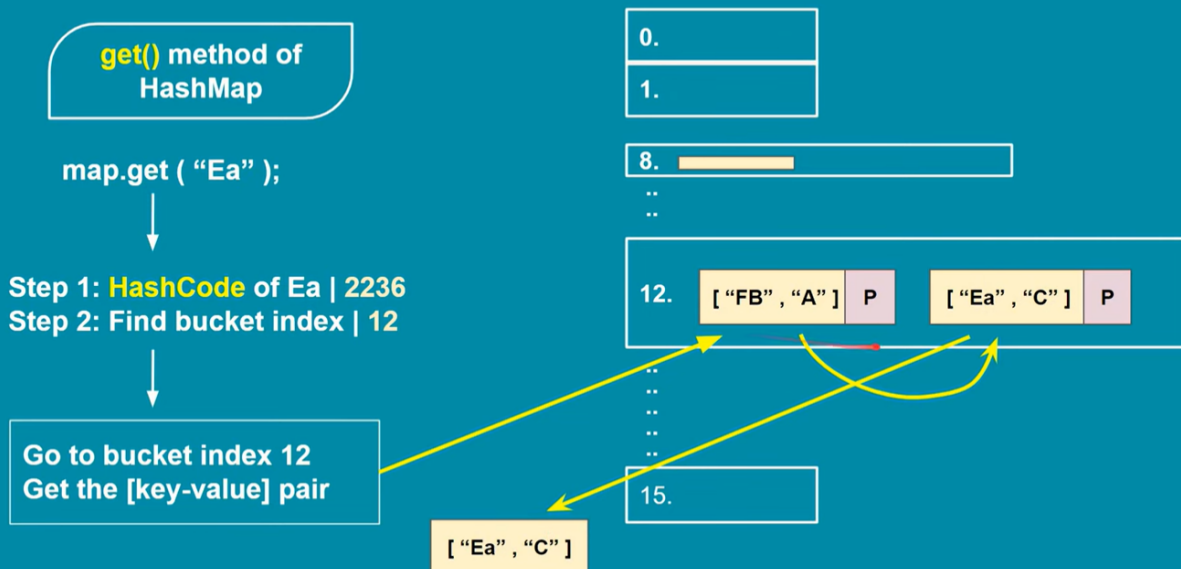 get() method of
HashMap
map.get ( “Ea” );
Step 1: HashCode of Ea | 2236
Step 2: Find bucket index | 12
Go to bucket index 12
Get the [key-value] pair
[ “Ea” , “C” ]
0.
1.
8.
..
..
12. [ “FB” , “A” ] P [ “Ea” , “C” ] P
..
..
..
..
..
15.